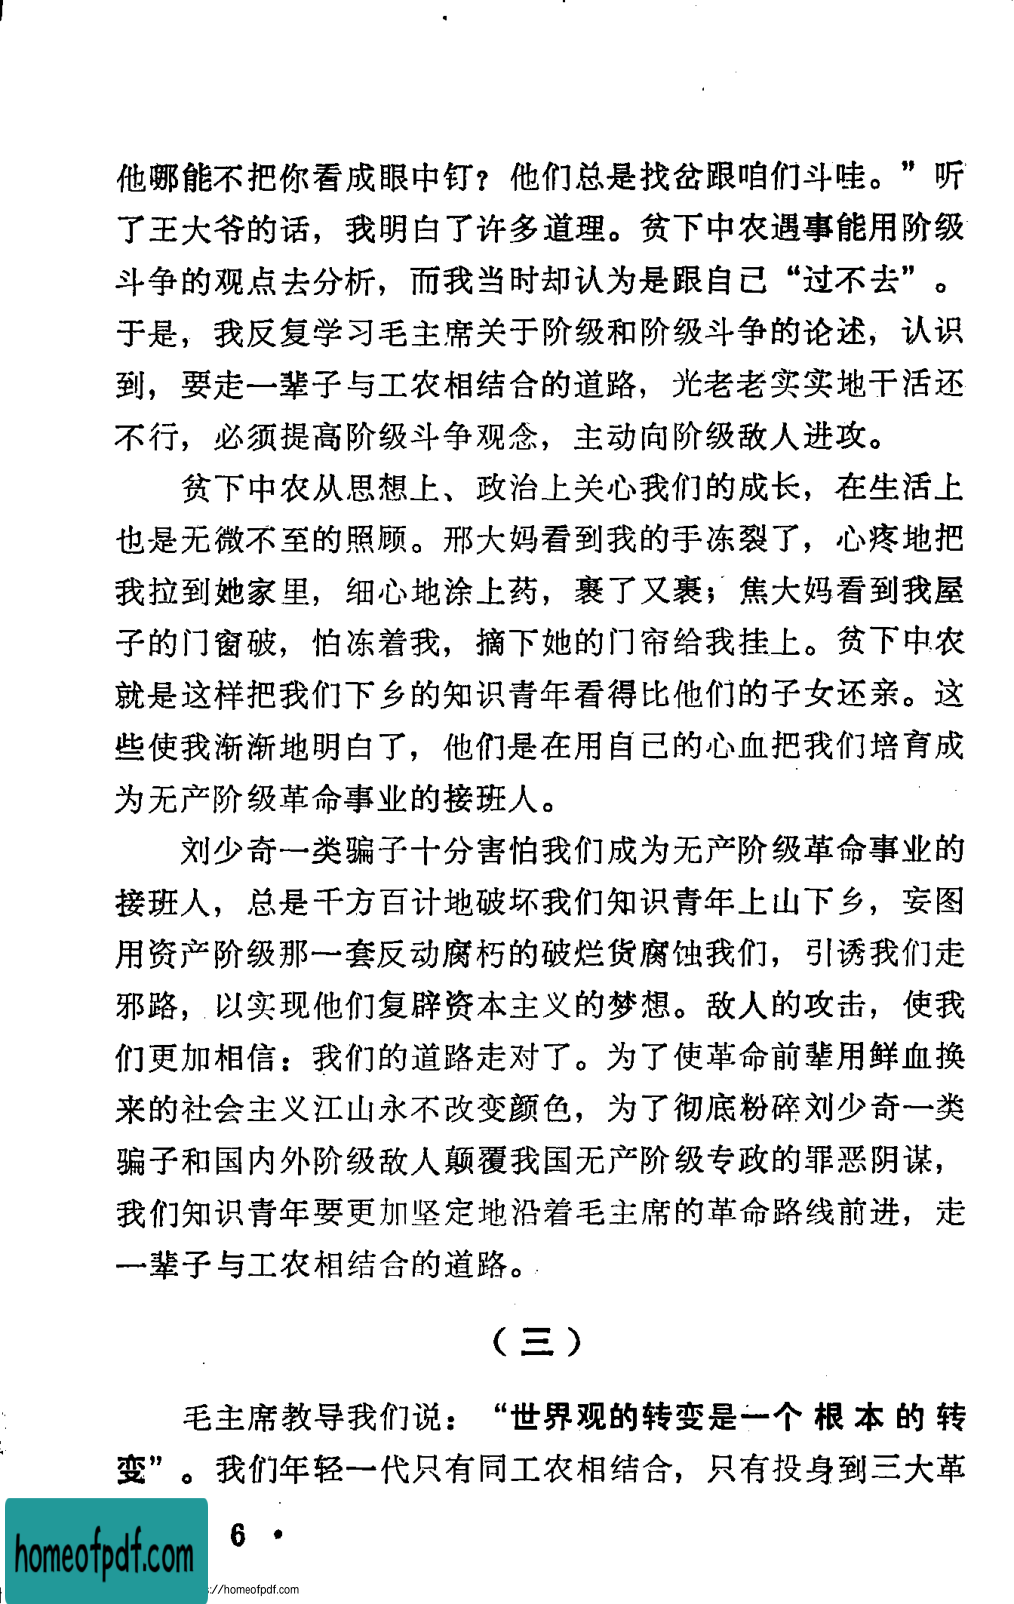 他哪能不把你看成眼中钉？他们总是找岔跟咱们斗哇。”听
了王大爷的话，我明白了许多道理。贫下中农遇事能用阶级
斗争的观点去分析，而我当时却认为是跟自己“过不去”。
于是，我反复学习毛主席关于阶级和阶级斗争的论述，认识
到，要走一辈子与工农相结合的道路，光老老实实地干活还
不行，必须提高阶级斗争观念，主动向阶级敌人进攻。
贫下中农从思想上、政治上关心我们的成长，在生活上
也是无微不至的照顾。邢大妈看到我的手冻裂了，心疼地把
我拉到她家里，细心地涂上药，裹了又裹；焦大妈看到我屋
子的门窗破，怕冻着我，摘下她的门帘给我挂上。贫下中农
就是这样把我们下乡的知识青年看得比他们的子女还亲。这
些使我渐渐地明白了，他们是在用自己的心血把我们培育成
为无产阶级革命事业的接班人。
刘少奇一类骗子十分害怕我们成为无产阶级革命事业的
接班人，总是千方百计地破坏我们知识青年上山下乡，妄图
用资产阶级那一套反动腐朽的破烂货腐蚀我们，引诱我们走
邪路，以实现他们复辟资本主义的梦想。敌人的攻击，使我
们更加相信：我们的道路走对了。为了使革命前辈用鲜血换
来的社会主义江山永不改变颜色，为了彻底粉碎刘少奇一类
骗子和国内外阶级敌人颠覆我国无产阶级专政的罪恶阴谋，
我们知识青年要更加坚定地沿着毛主席的革命路线前进，走
一辈子与工农相结合的道路。
（三）
毛主席教导我们说：“世界观的转变是一个根本的转
变”。我们年轻一代只有同工农相结合，只有投身到三大革
6 •
homeofpdf.com
://homeofpdf.com